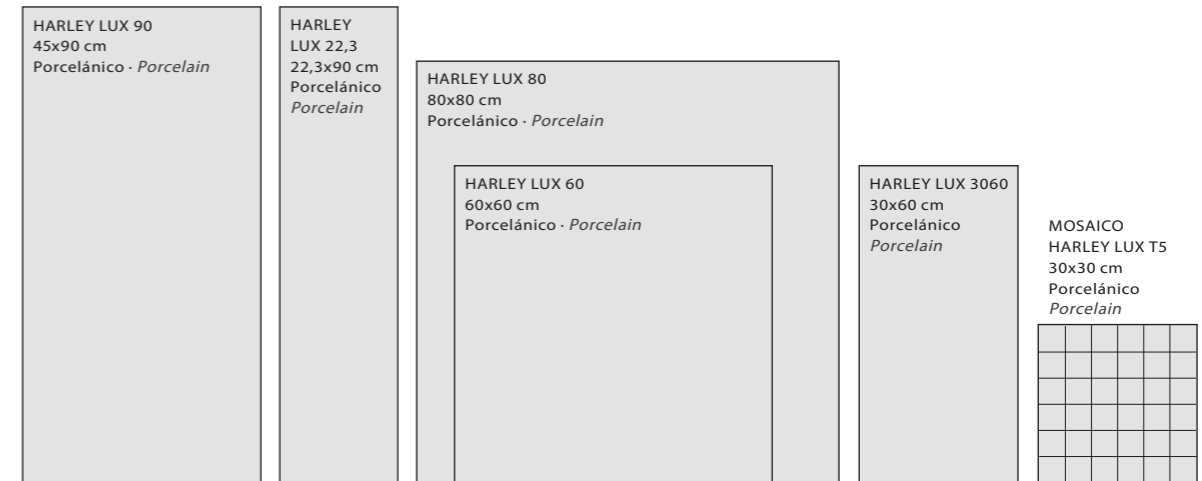 HARLEY LUX 90
45x90 cm
Porcelánico · Porcelain
HARLEY
LUX 22,3
22,3x90 cm
Porcelánico
Porcelain
HARLEY LUX 80
80x80 cm
Porcelánico · Porcelain
HARLEY LUX 60
60x60 cm
Porcelánico · Porcelain
HARLEY LUX 3060
30x60 cm
Porcelánico
Porcelain
MOSAICO
HARLEY LUX T5
30x30 cm
Porcelánico
Porcelain